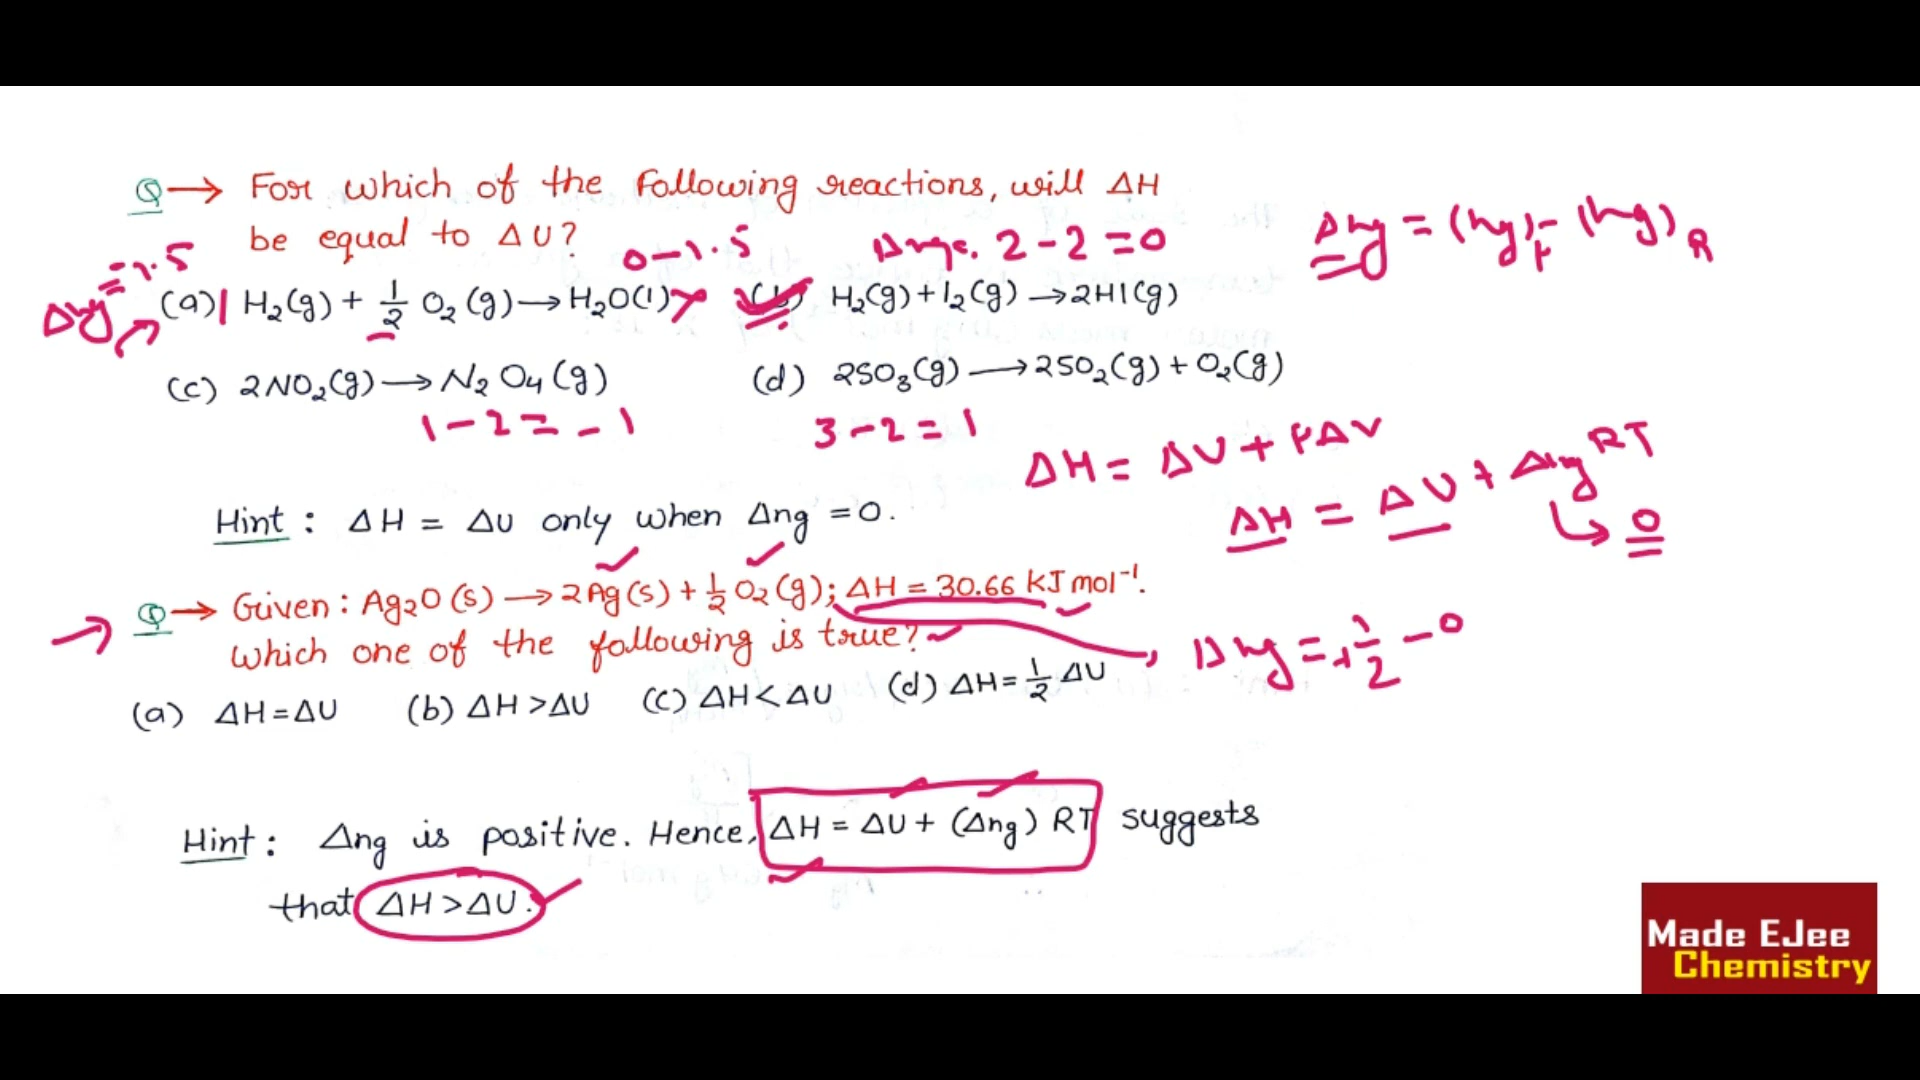 Q→ For which of the following reactions, will ΔH
be equal to ΔU?
Δng = 1.5
0-1.5
Δng = 2-2=0
Δng = (ng)P - (ng)R
(a) H₂(g) + 1/2 O₂(g) → H₂O(l) (b) H₂(g) + I₂(g) → 2HI(g)
(c) 2NO₂(g) → N₂O₄(g) (d) 2SO₃(g) → 2SO₂(g) + O₂(g)
1-2=-1
3-2=1
ΔH = ΔU + PΔV
ΔH = ΔU + Δng RT
→ 0
Hint : ΔH = ΔU only when Δng = 0.
Q→ Given : Ag₂O(s) → 2Ag(s) + 1/2 O₂(g); ΔH = 30.66 kJ mol⁻¹.
Which one of the following is true?
Δng = +1/2 - 0
(a) ΔH=ΔU (b) ΔH>ΔU (c) ΔH<ΔU (d) ΔH=1/2 ΔU
Hint : Δng is positive. Hence, ΔH = ΔU + (Δng) RT suggests
that ΔH>ΔU.
Made EJee
Chemistry